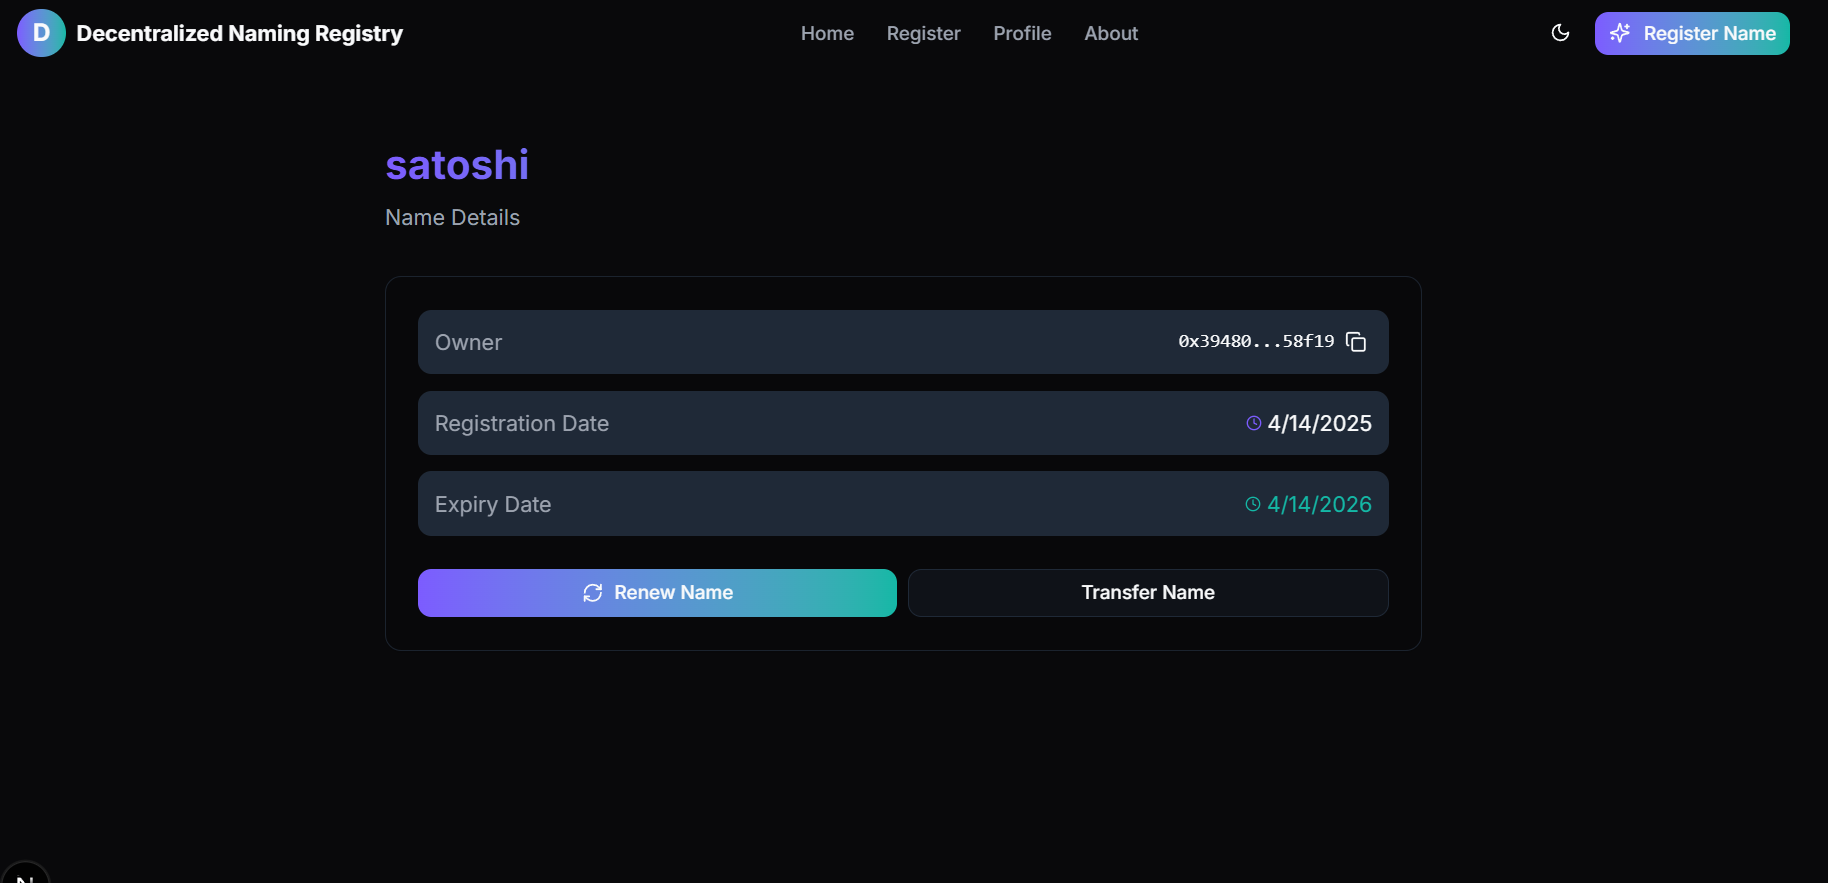 D Decentralized Naming Registry Home Register Profile About Register Name
satoshi
Name Details
Owner 0x39480...58f19
Registration Date 4/14/2025
Expiry Date 4/14/2026
Renew Name Transfer Name